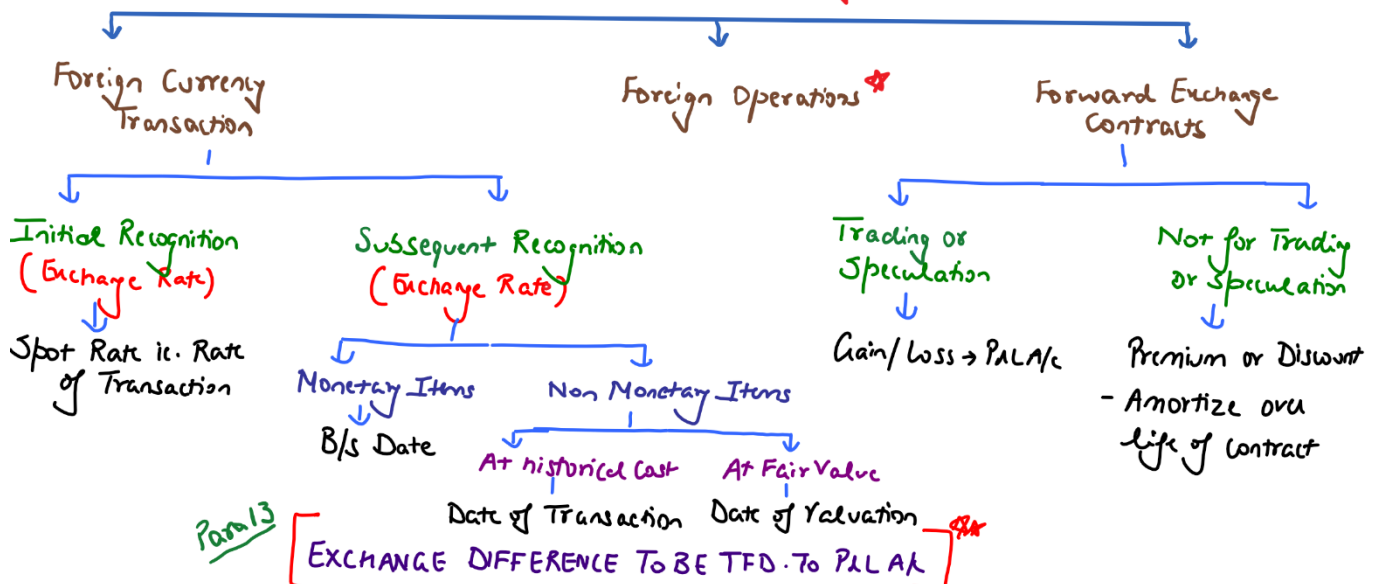 Foreign Currency
Transaction
Foreign Operations
Forward Exchange
Contracts
Initial Recognition
(Exchange Rate)
Spot Rate ie. Rate
of Transaction
Subsequent Recognition
(Exchange Rate)
Monetary Items
B/s Date
Non Monetary Items
At historical Cost
Date of Transaction
At Fair Value
Date of Valuation
Para 13
EXCHANGE DIFFERENCE TO BE TFD. TO P&L A/c
Trading or
Speculation
Gain/Loss → P&L A/c
Not for Trading
or Speculation
Premium or Discount
- Amortize over
life of contract